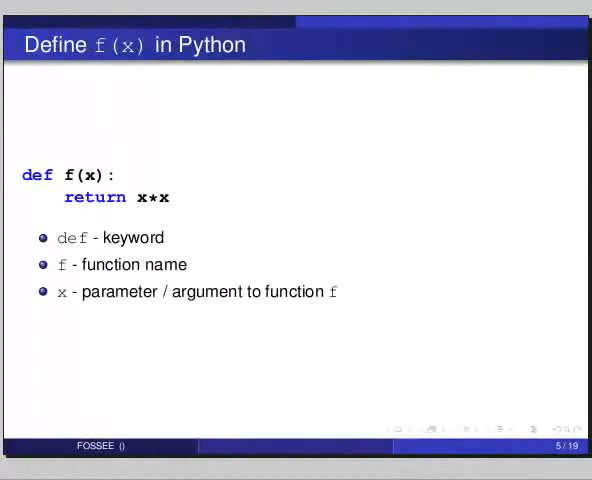 Define f(x) in Python
def f(x):
return x*x
def - keyword
f - function name
x - parameter / argument to function f
FOSSEE ()
5 / 19